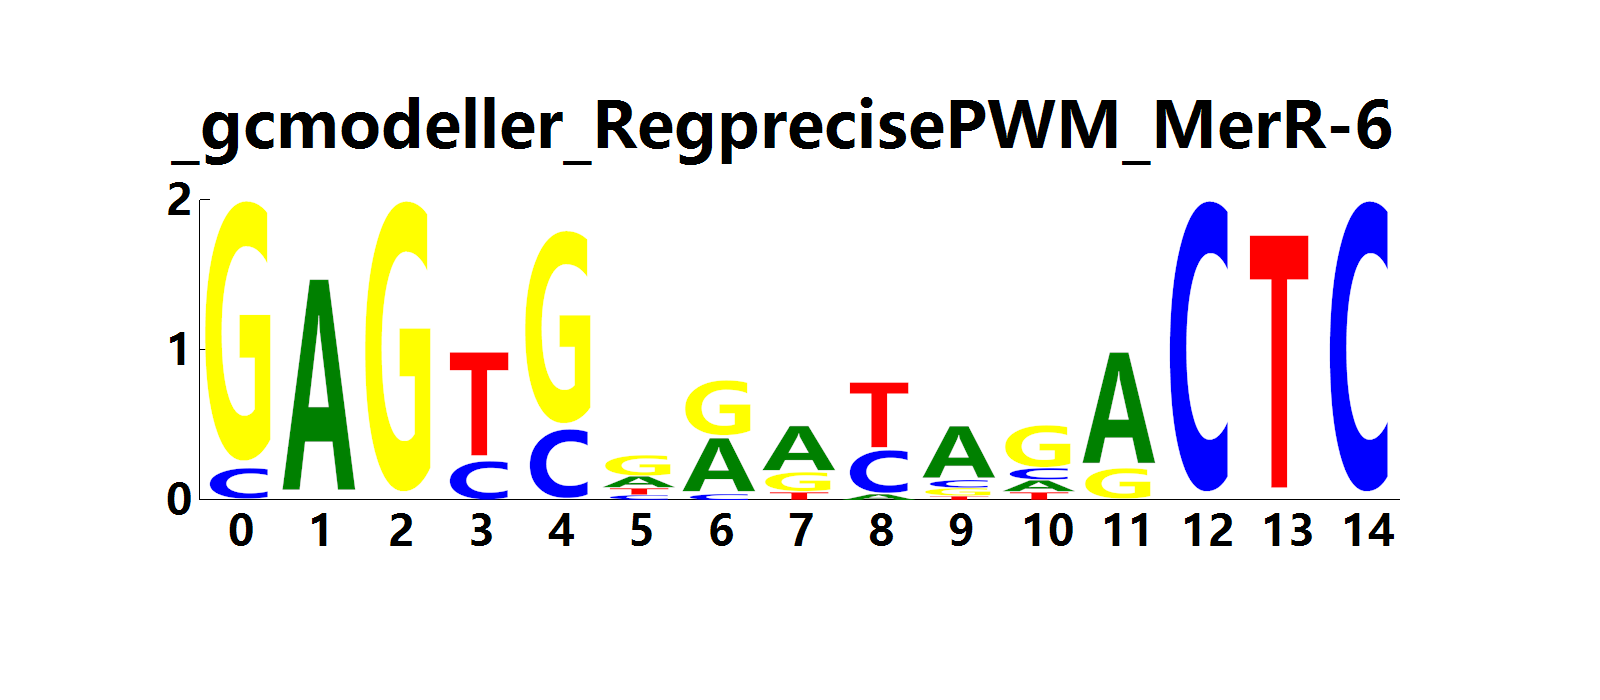 _gcmodeller_RegprecisePWM_MerR-6
2
1
0
G A G T G G G A T A G A C T C
C C C A A G C C C G
T C T A G A
C T T
0 1 2 3 4 5 6 7 8 9 10 11 12 13 14